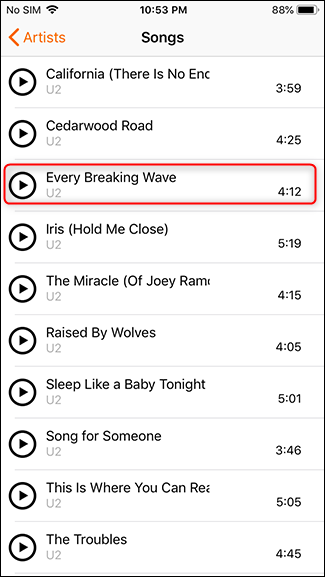 No SIM 10:53 PM 88%
Artists Songs
California (There Is No End
U2 3:59
Cedarwood Road
U2 4:25
Every Breaking Wave
U2 4:12
Iris (Hold Me Close)
U2 5:19
The Miracle (Of Joey Ramo
U2 4:15
Raised By Wolves
U2 4:05
Sleep Like a Baby Tonight
U2 5:01
Song for Someone
U2 3:46
This Is Where You Can Rea
U2 5:05
The Troubles
U2 4:45